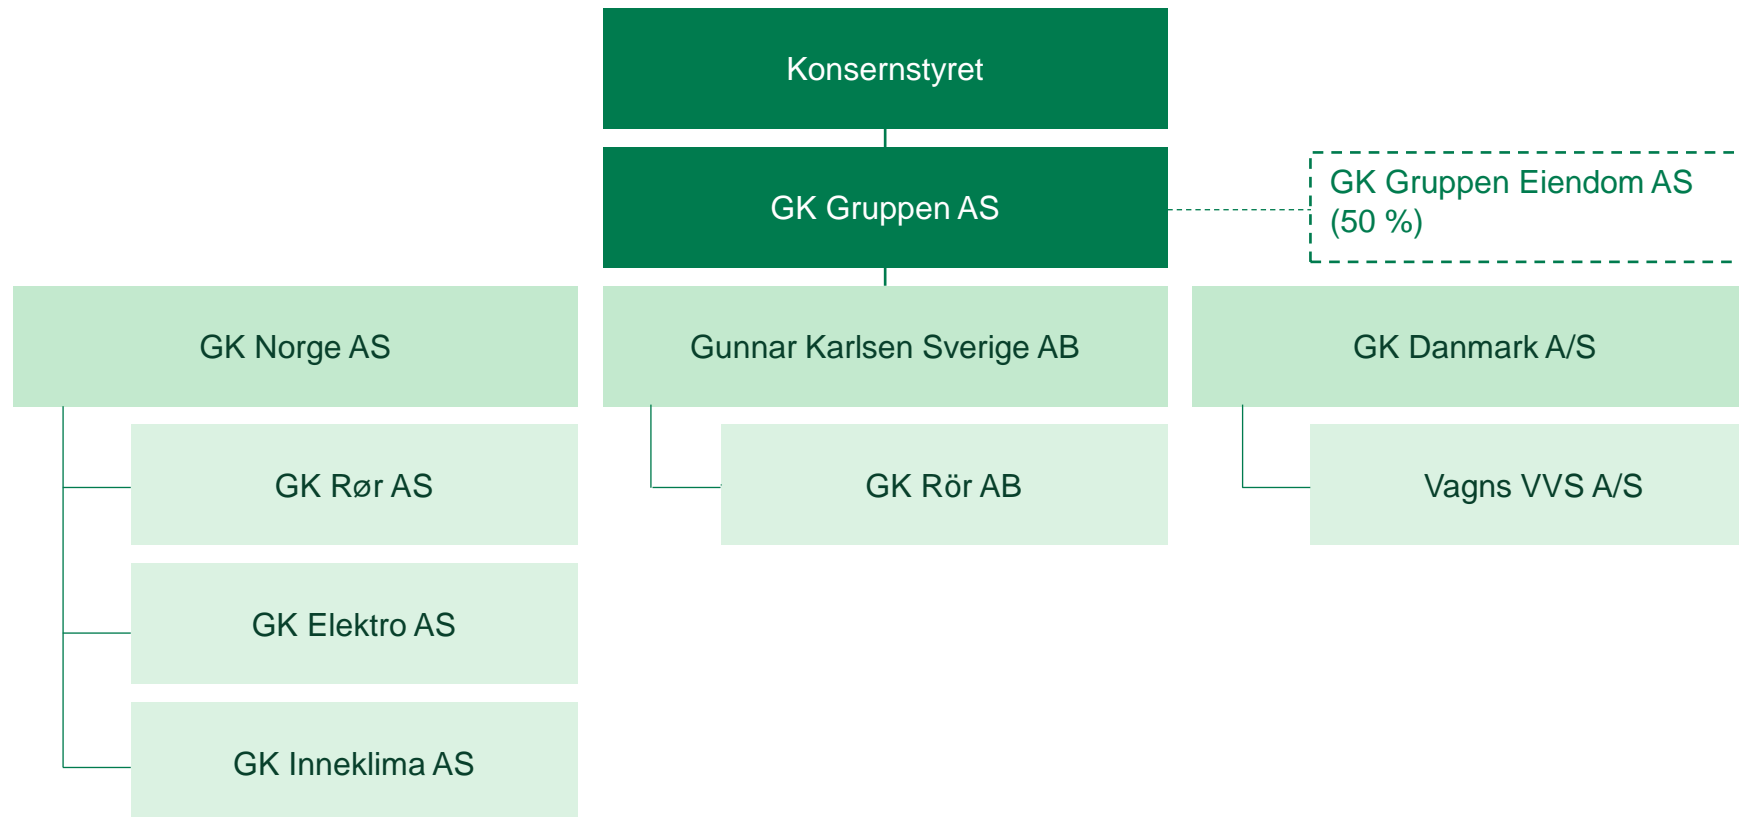 Konsernstyret
GK Gruppen AS
GK Gruppen Eiendom AS
(50 %)
GK Norge AS
Gunnar Karlsen Sverige AB
GK Danmark A/S
GK Rør AS
GK Rör AB
Vagns VVS A/S
GK Elektro AS
GK Inneklima AS